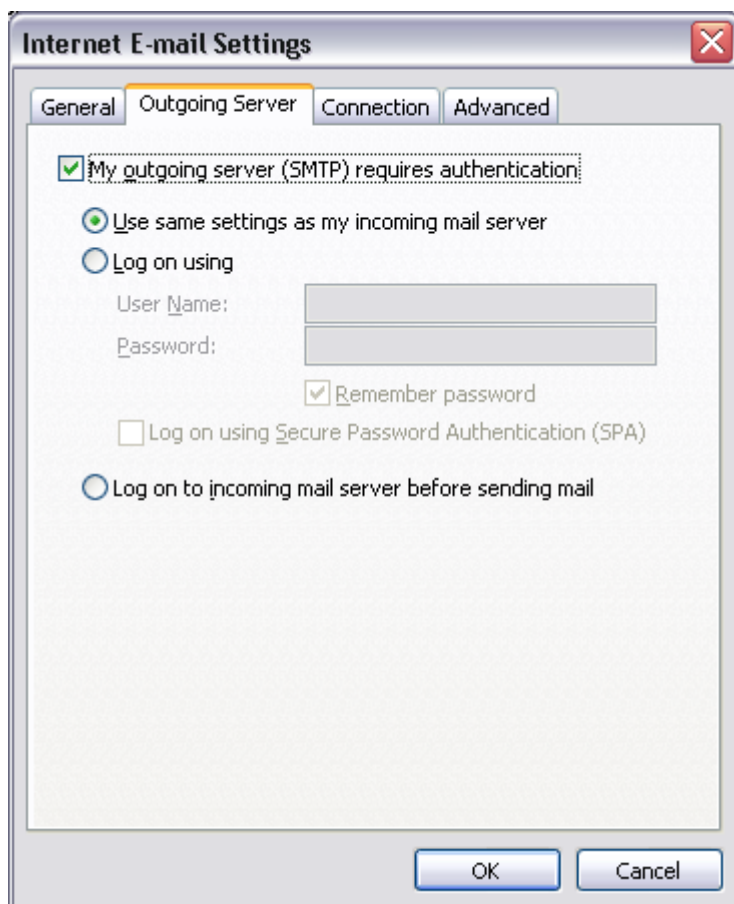 Internet E-mail Settings
General Outgoing Server Connection Advanced
My outgoing server (SMTP) requires authentication
Use same settings as my incoming mail server
Log on using
User Name:
Password:
Remember password
Log on using Secure Password Authentication (SPA)
Log on to incoming mail server before sending mail
OK Cancel